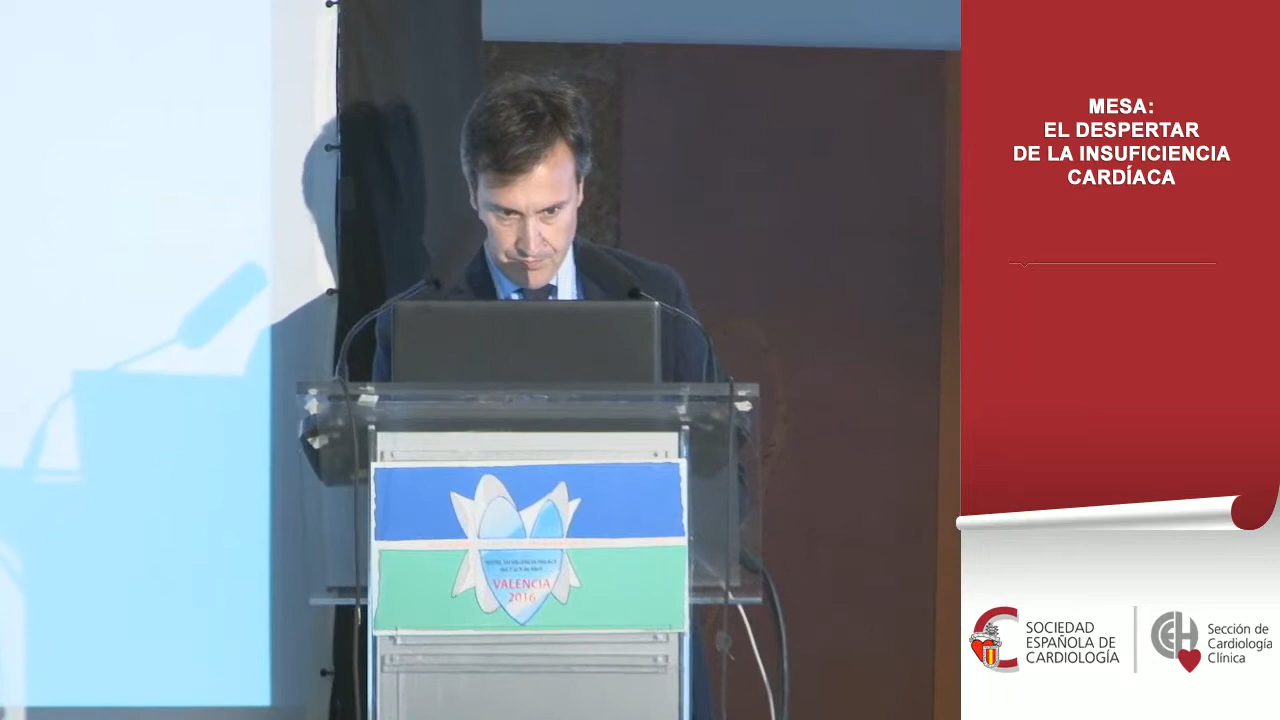 MESA:
EL DESPERTAR
DE LA INSUFICIENCIA
CARDÍACA
VALENCIA
2016
SOCIEDAD
ESPAÑOLA DE
CARDIOLOGÍA
Sección de
Cardiología
Clínica